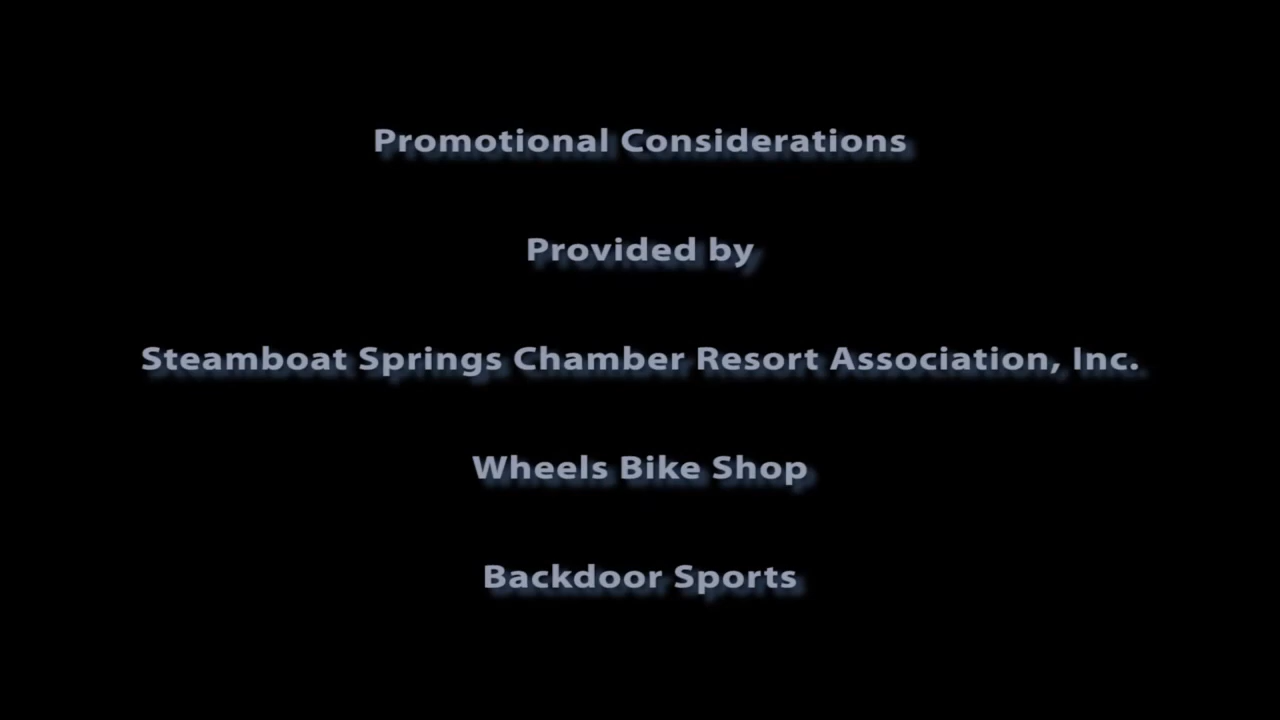 Promotional Considerations
Provided by
Steamboat Springs Chamber Resort Association, Inc.
Wheels Bike Shop
Backdoor Sports